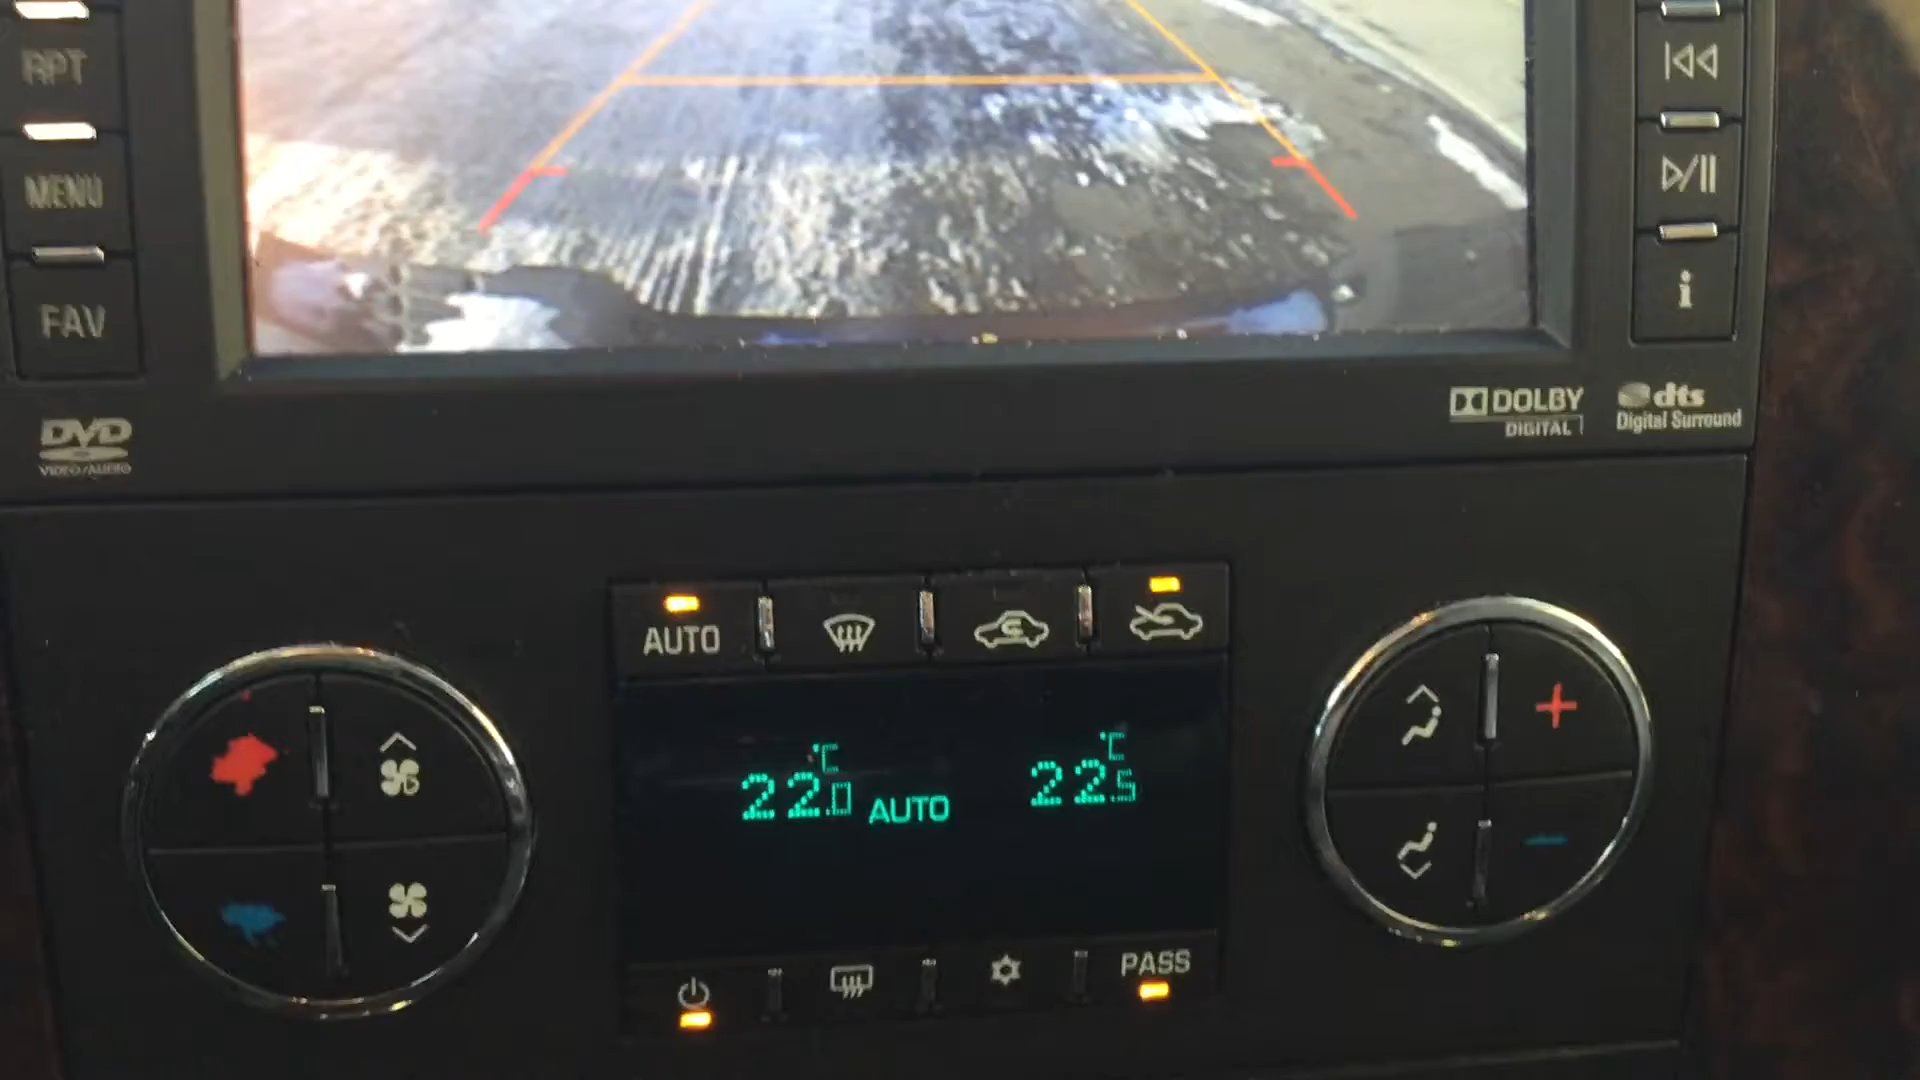 RPT
MENU
FAV
DVD
VIDEO/AUDIO
DOLBY
DIGITAL
dts
Digital Surround
AUTO
22.0 °C
AUTO
22.5 °C
PASS